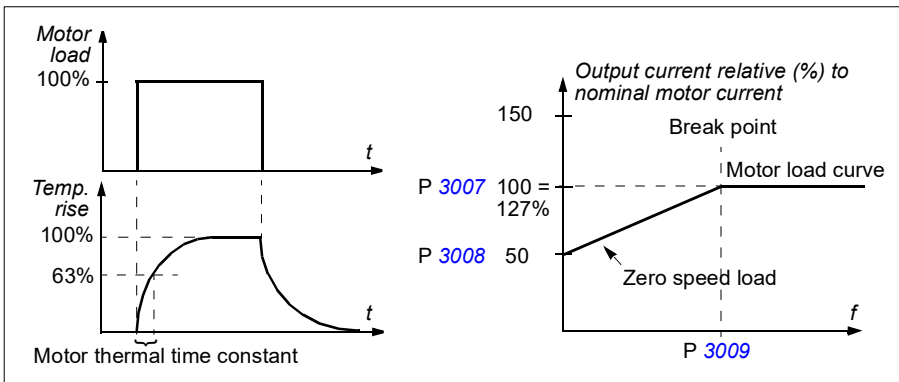 Motor
load
100%
t
Temp.
rise
100%
63%
t
Motor thermal time constant
Output current relative (%) to
nominal motor current
150
Break point
Motor load curve
P 3007 100 =
127%
P 3008 50
Zero speed load
f
P 3009